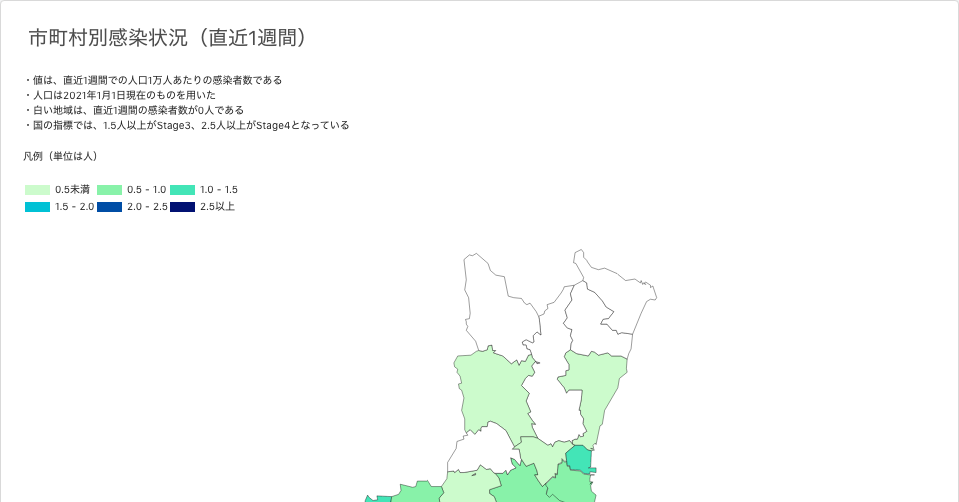 市町村別感染状況（直近1週間）
・値は、直近1週間での人口1万人あたりの感染者数である
・人口は2021年1月1日現在のものを用いた
・白い地域は、直近1週間の感染者数が0人である
・国の指標では、1.5人以上がStage3、2.5人以上がStage4となっている
凡例（単位は人）
0.5未満 0.5 - 1.0 1.0 - 1.5
1.5 - 2.0 2.0 - 2.5 2.5以上